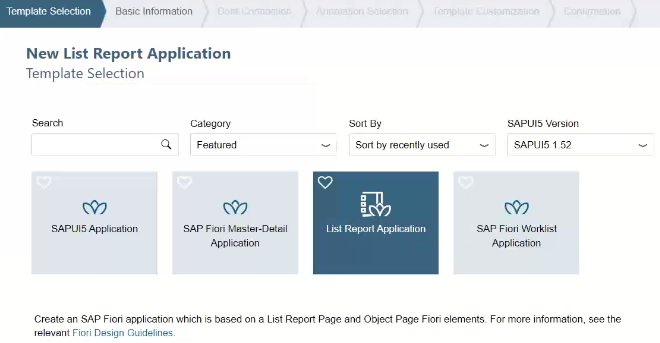 Template Selection
Basic Information
Data Connection
Annotation Selection
Template Customization
Confirmation
New List Report Application
Template Selection
Search
Category
Sort By
SAPUI5 Version
Featured
Sort by recently used
SAPUI5 1.52
SAPUI5 Application
SAP Fiori Master-Detail
Application
List Report Application
SAP Fiori Worklist
Application
Create an SAP Fiori application which is based on a List Report Page and Object Page Fiori elements. For more information, see the
relevant Fiori Design Guidelines.